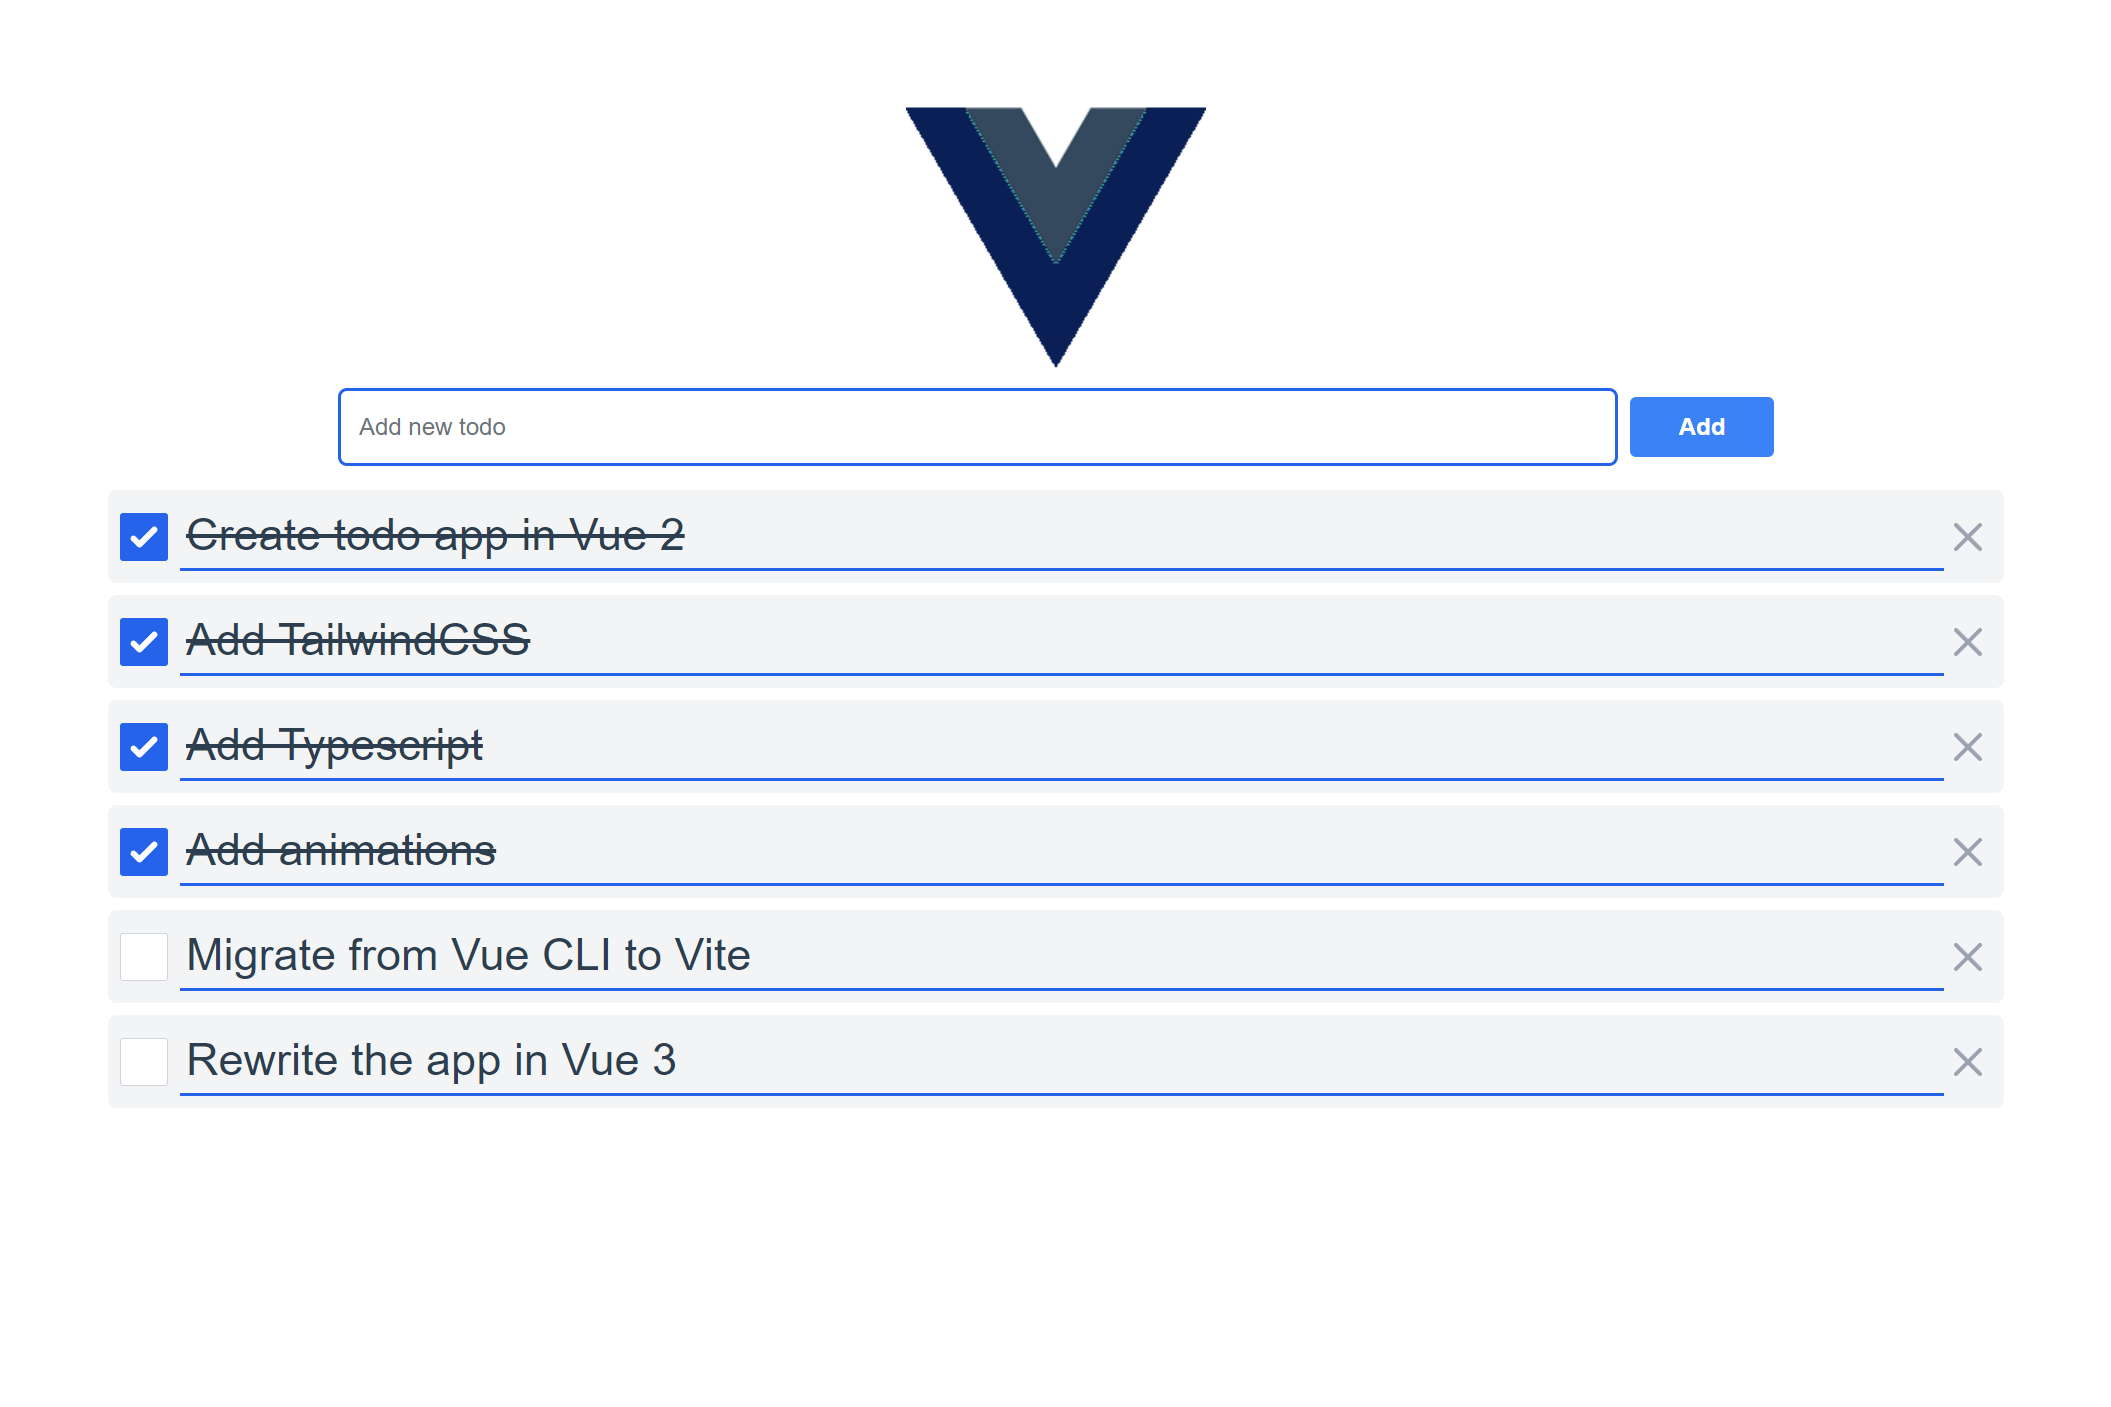 Add new todo
Add
Create todo app in Vue 2
Add TailwindCSS
Add Typescript
Add animations
Migrate from Vue CLI to Vite
Rewrite the app in Vue 3